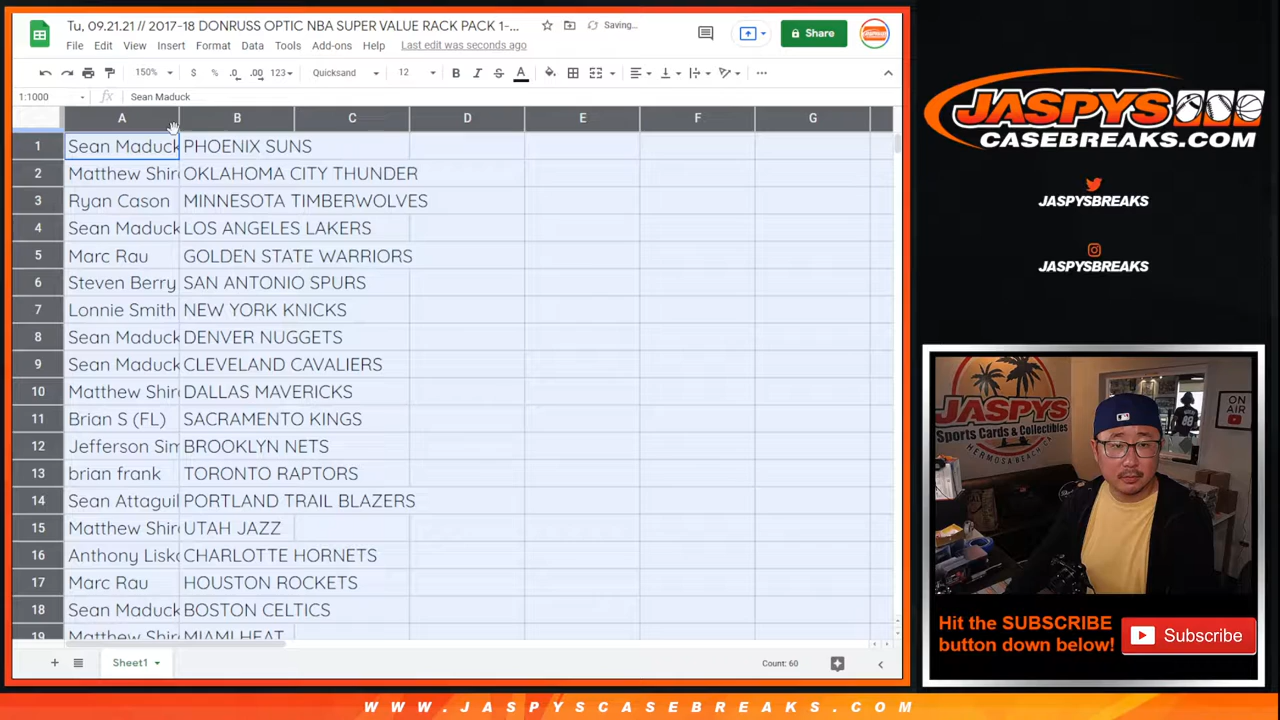 Tu, 09.21.21 // 2017-18 DONRUSS OPTIC NBA SUPER VALUE RACK PACK 1-...
Saving...
File Edit View Insert Format Data Tools Add-ons Help Last edit was seconds ago
Share
150% $ % .0 .00 123 Quicksand 12 B I S A
1:1000 fx Sean Maduck
A B C D E F G
1 Sean Maduck PHOENIX SUNS
2 Matthew Shir OKLAHOMA CITY THUNDER
3 Ryan Cason MINNESOTA TIMBERWOLVES
4 Sean Maduck LOS ANGELES LAKERS
5 Marc Rau GOLDEN STATE WARRIORS
6 Steven Berry SAN ANTONIO SPURS
7 Lonnie Smith NEW YORK KNICKS
8 Sean Maduck DENVER NUGGETS
9 Sean Maduck CLEVELAND CAVALIERS
10 Matthew Shir DALLAS MAVERICKS
11 Brian S (FL) SACRAMENTO KINGS
12 Jefferson Sim BROOKLYN NETS
13 brian frank TORONTO RAPTORS
14 Sean Attaguil PORTLAND TRAIL BLAZERS
15 Matthew Shir UTAH JAZZ
16 Anthony Lisko CHARLOTTE HORNETS
17 Marc Rau HOUSTON ROCKETS
18 Sean Maduck BOSTON CELTICS
19 Matthew Shir MIAMI HEAT
Sheet1
Count: 60
JASPYS
CASEBREAKS.COM
JASPYSBREAKS
JASPYSBREAKS
JASPYS
Sports Cards & Collectibles
HERMOSA BEACH, CA
ON
AIR
88
Hit the SUBSCRIBE
button down below!
Subscribe
WWW.JASPYSCASEBREAKS.COM